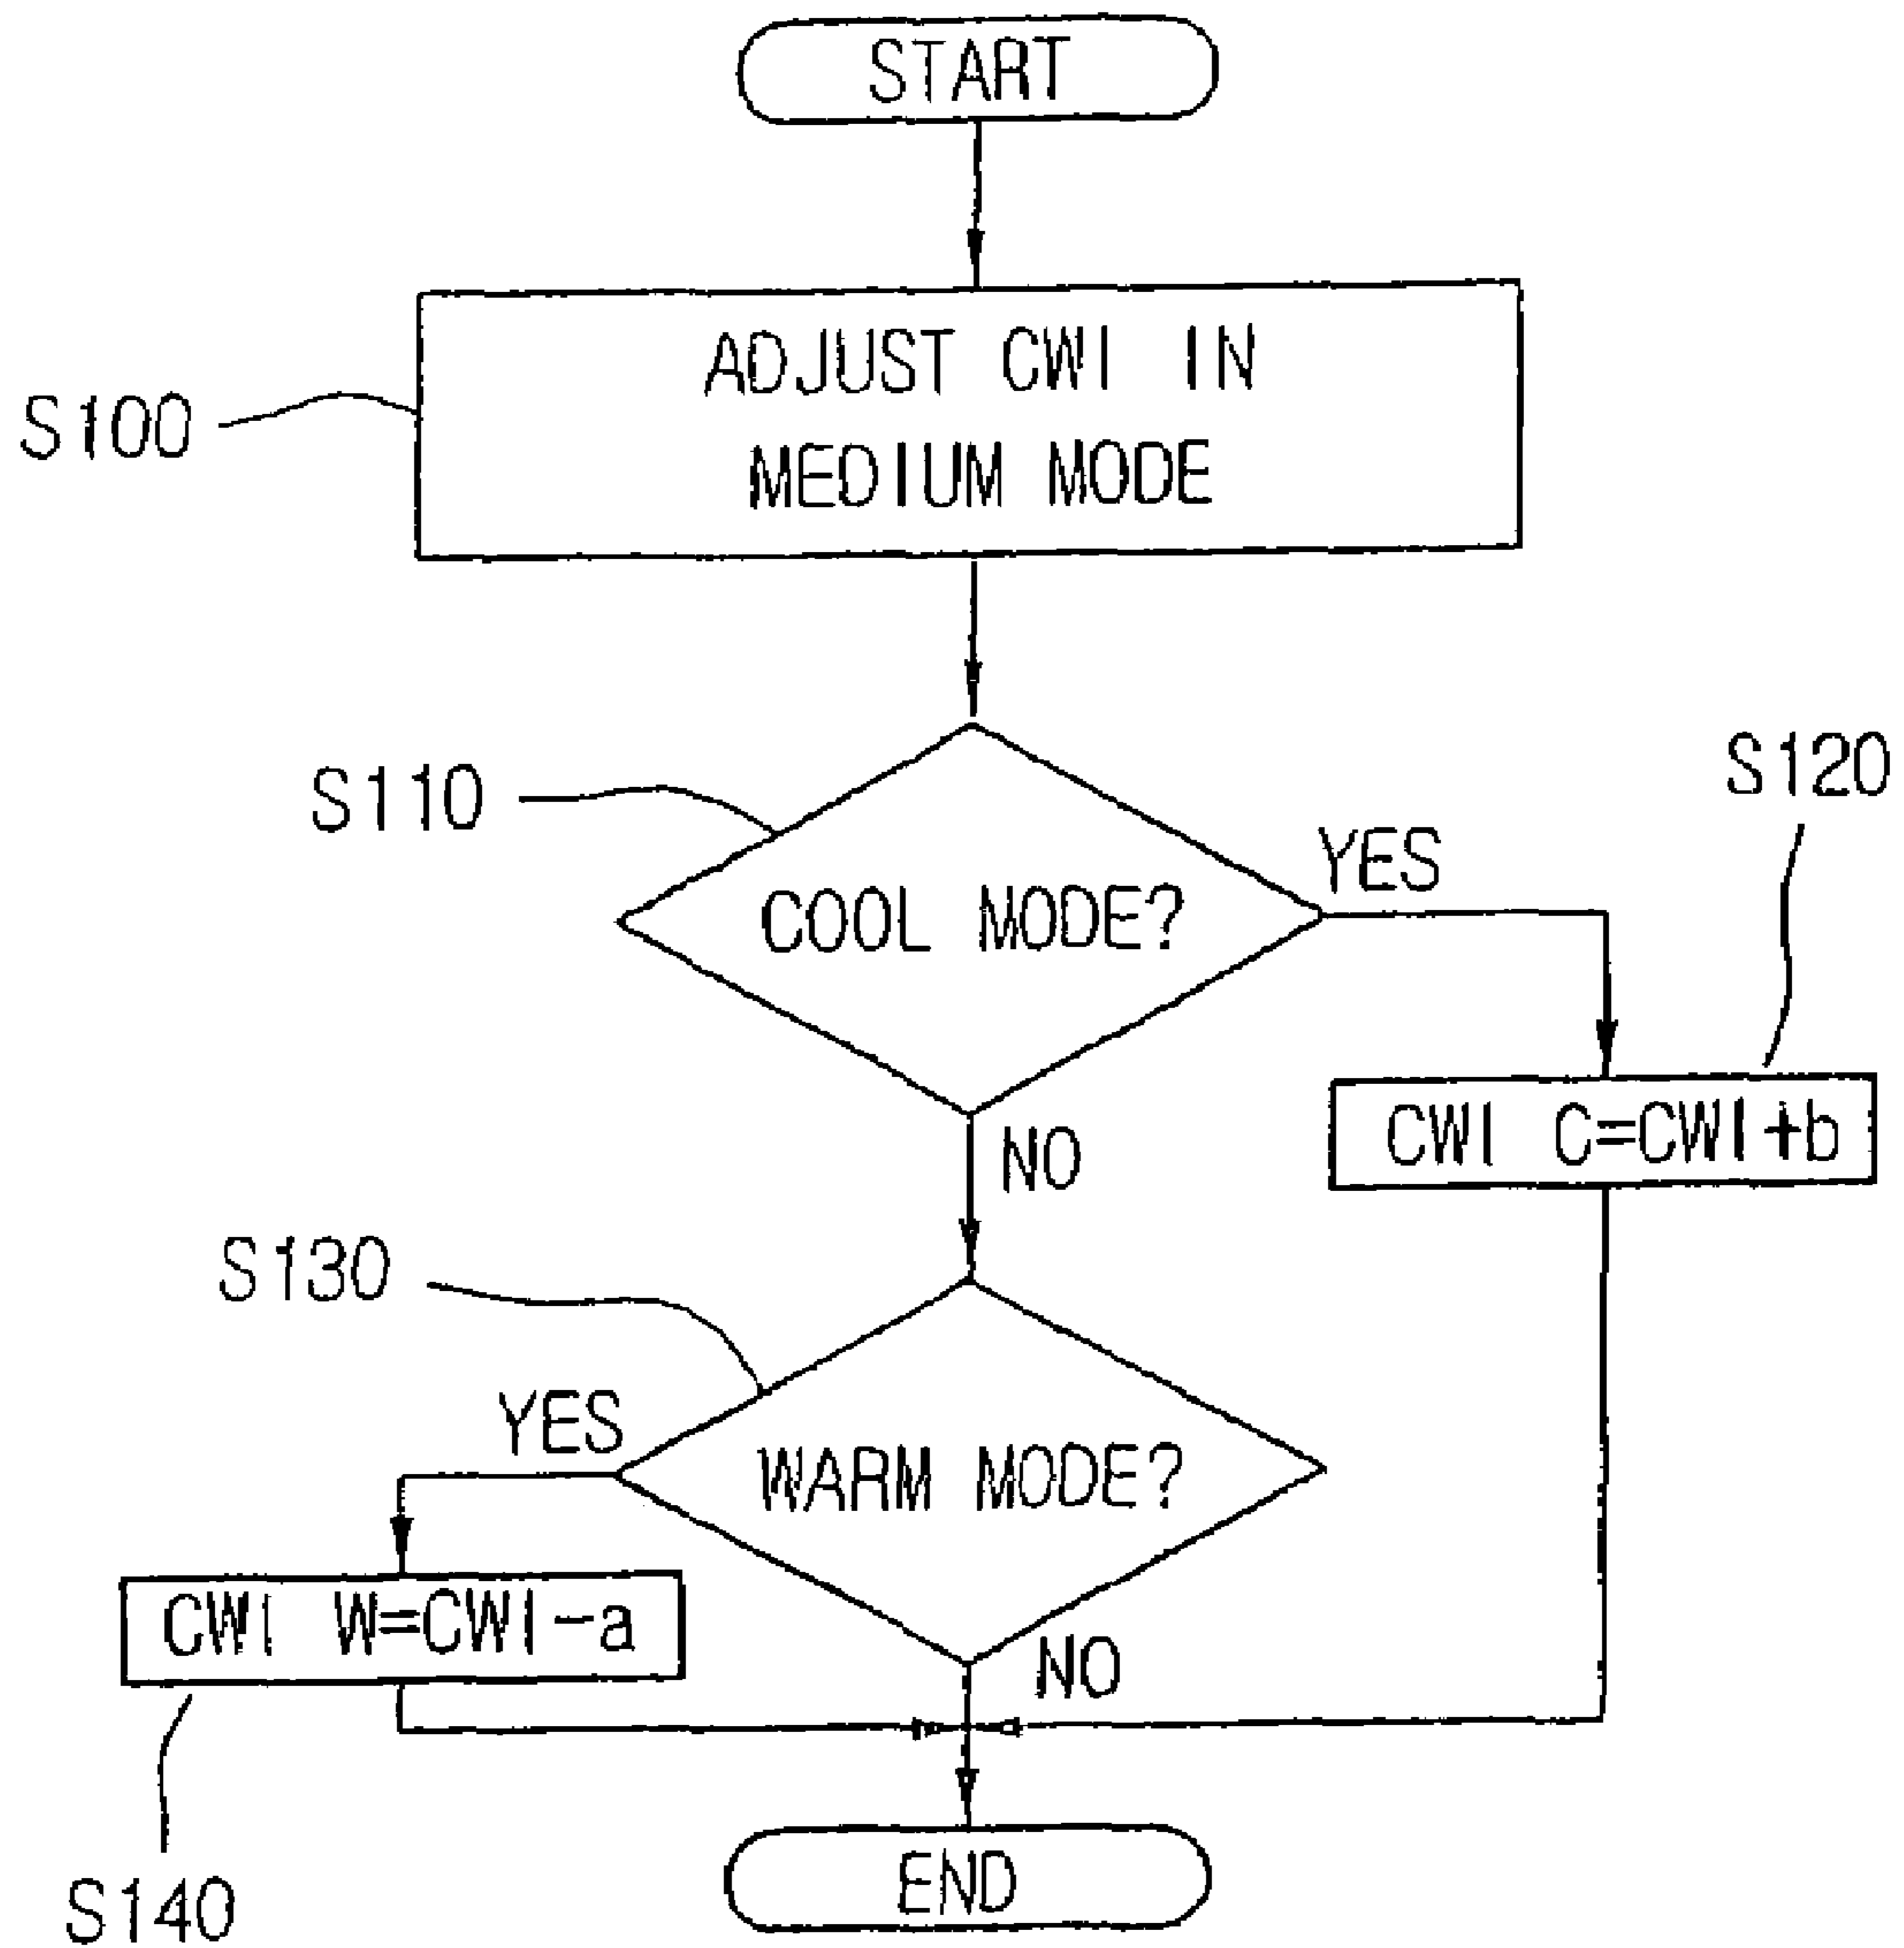 START
ADJUST CWI IN
MEDIUM MODE
S100
S110
COOL MODE?
YES
S120
CWI C=CWI+b
NO
S130
YES
WARM MODE?
CWI W=CWI-a
NO
S140
END